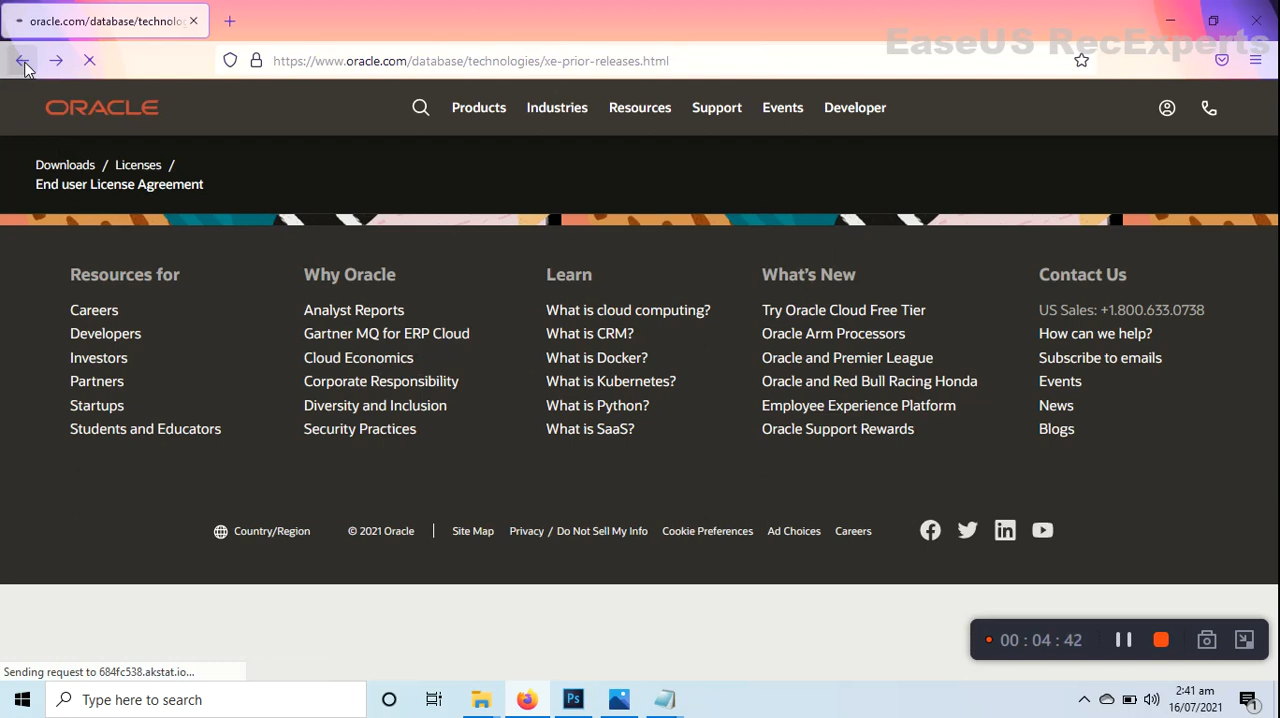 oracle.com/database/technolog
EaseUS RecExperts
https://www.oracle.com/database/technologies/xe-prior-releases.html
ORACLE
Products Industries Resources Support Events Developer
Downloads / Licenses /
End user License Agreement
Resources for
Careers
Developers
Investors
Partners
Startups
Students and Educators
Why Oracle
Analyst Reports
Gartner MQ for ERP Cloud
Cloud Economics
Corporate Responsibility
Diversity and Inclusion
Security Practices
Learn
What is cloud computing?
What is CRM?
What is Docker?
What is Kubernetes?
What is Python?
What is SaaS?
What's New
Try Oracle Cloud Free Tier
Oracle Arm Processors
Oracle and Premier League
Oracle and Red Bull Racing Honda
Employee Experience Platform
Oracle Support Rewards
Contact Us
US Sales: +1.800.633.0738
How can we help?
Subscribe to emails
Events
News
Blogs
Country/Region © 2021 Oracle | Site Map Privacy / Do Not Sell My Info Cookie Preferences Ad Choices Careers
00 : 04 : 42
Sending request to 684fc538.akstat.io...
Type here to search
Ps
2:41 am
16/07/2021
1